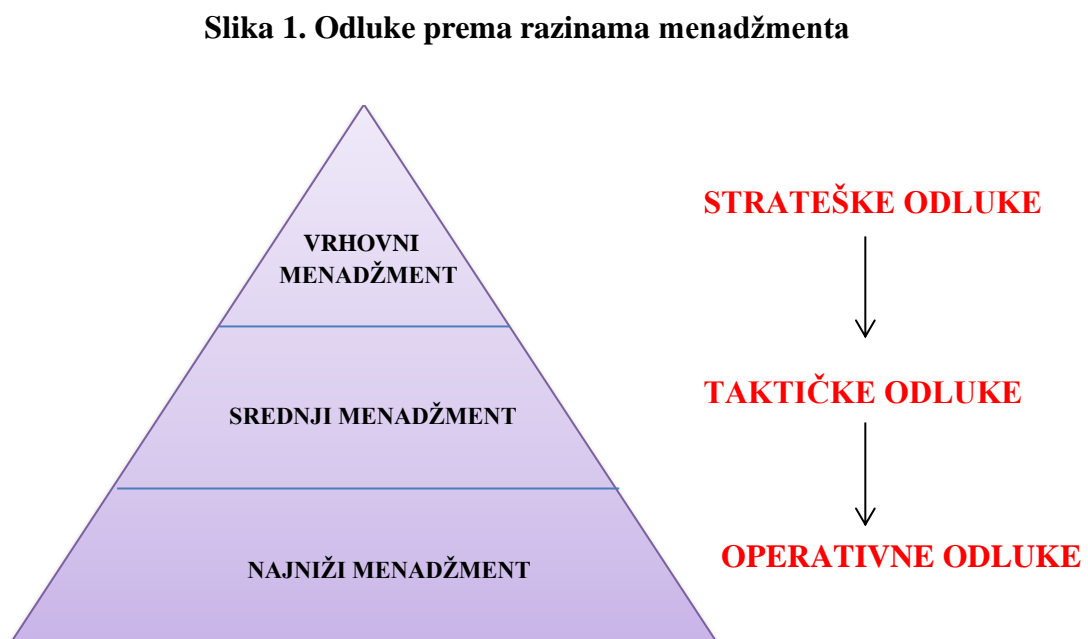 Slika 1. Odluke prema razinama menadžmenta
VRHOVNI
MENADŽMENT
STRATEŠKE ODLUKE
SREDNJI MENADŽMENT
TAKTIČKE ODLUKE
NAJNIŽI MENADŽMENT
OPERATIVNE ODLUKE